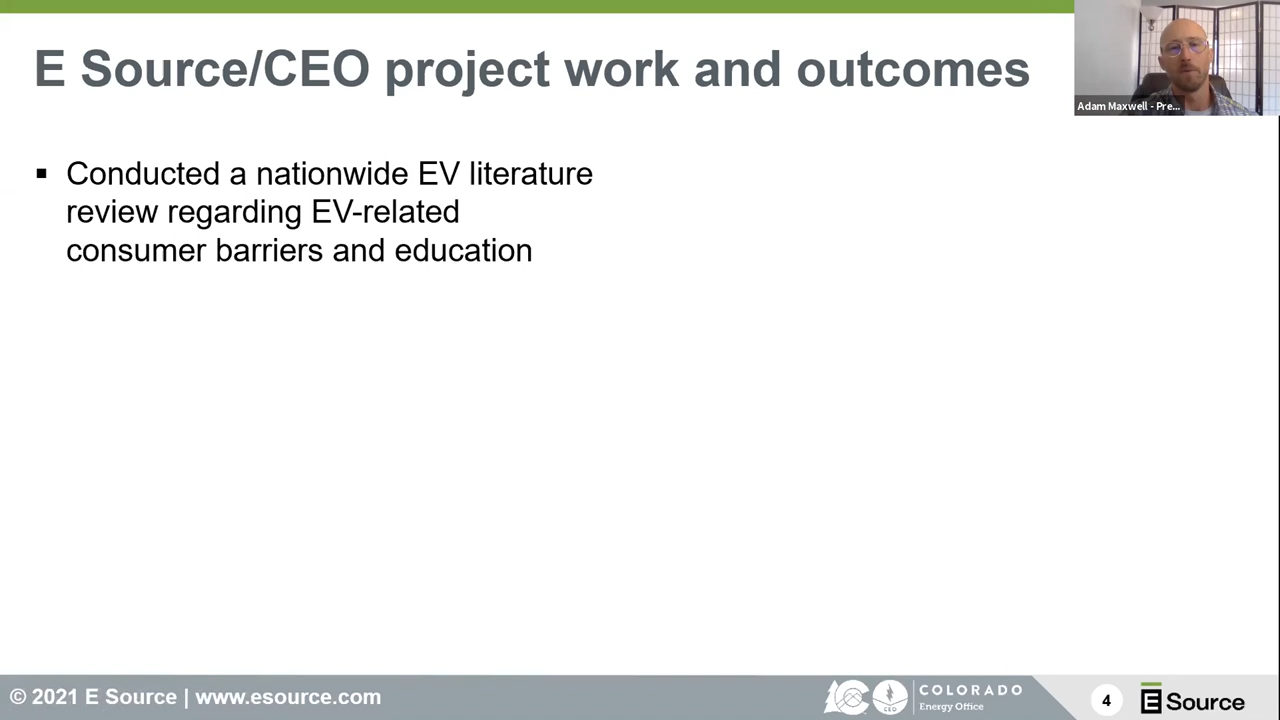 E Source/CEO project work and outcomes
Adam Maxwell - Pre...
▪ Conducted a nationwide EV literature
review regarding EV-related
consumer barriers and education
© 2021 E Source | www.esource.com
CEO
COLORADO
Energy Office
4
E Source